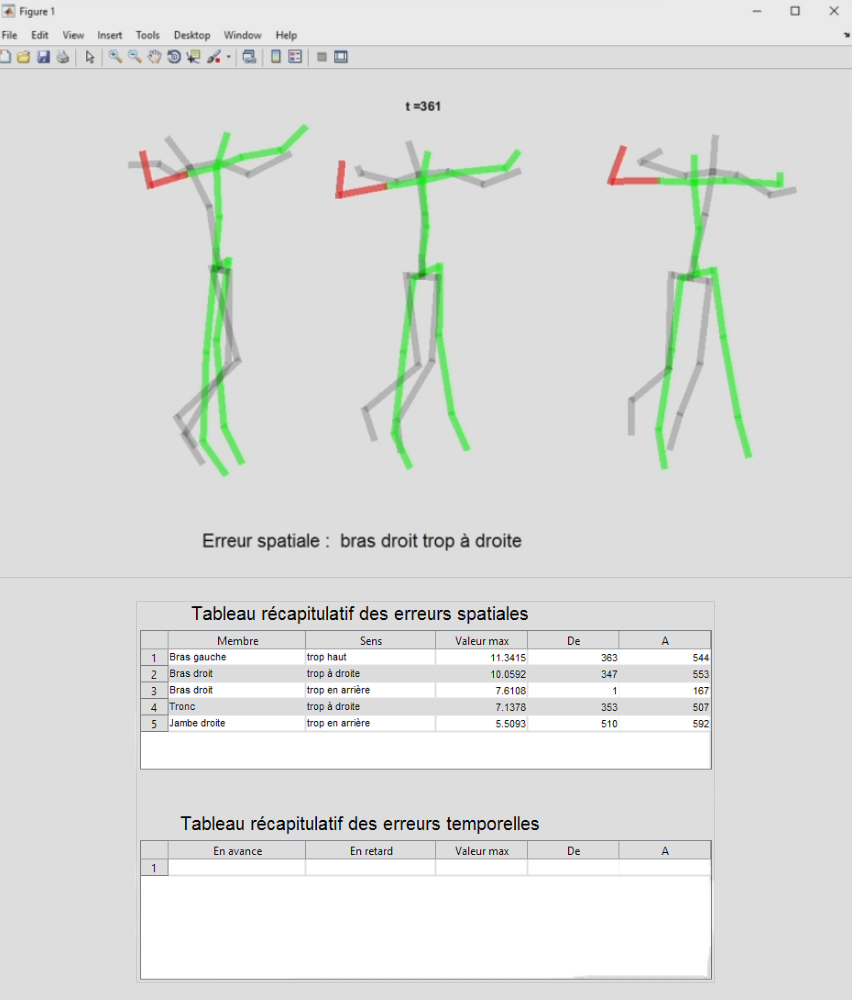 Figure 1
File Edit View Insert Tools Desktop Window Help
t =361
Erreur spatiale : bras droit trop à droite
Tableau récapitulatif des erreurs spatiales
Membre Sens Valeur max De A
1 Bras gauche trop haut 11.3415 363 544
2 Bras droit trop à droite 10.0592 347 553
3 Bras droit trop en arrière 7.6108 1 167
4 Tronc trop à droite 7.1378 353 507
5 Jambe droite trop en arrière 5.5093 510 592
Tableau récapitulatif des erreurs temporelles
En avance En retard Valeur max De A
1